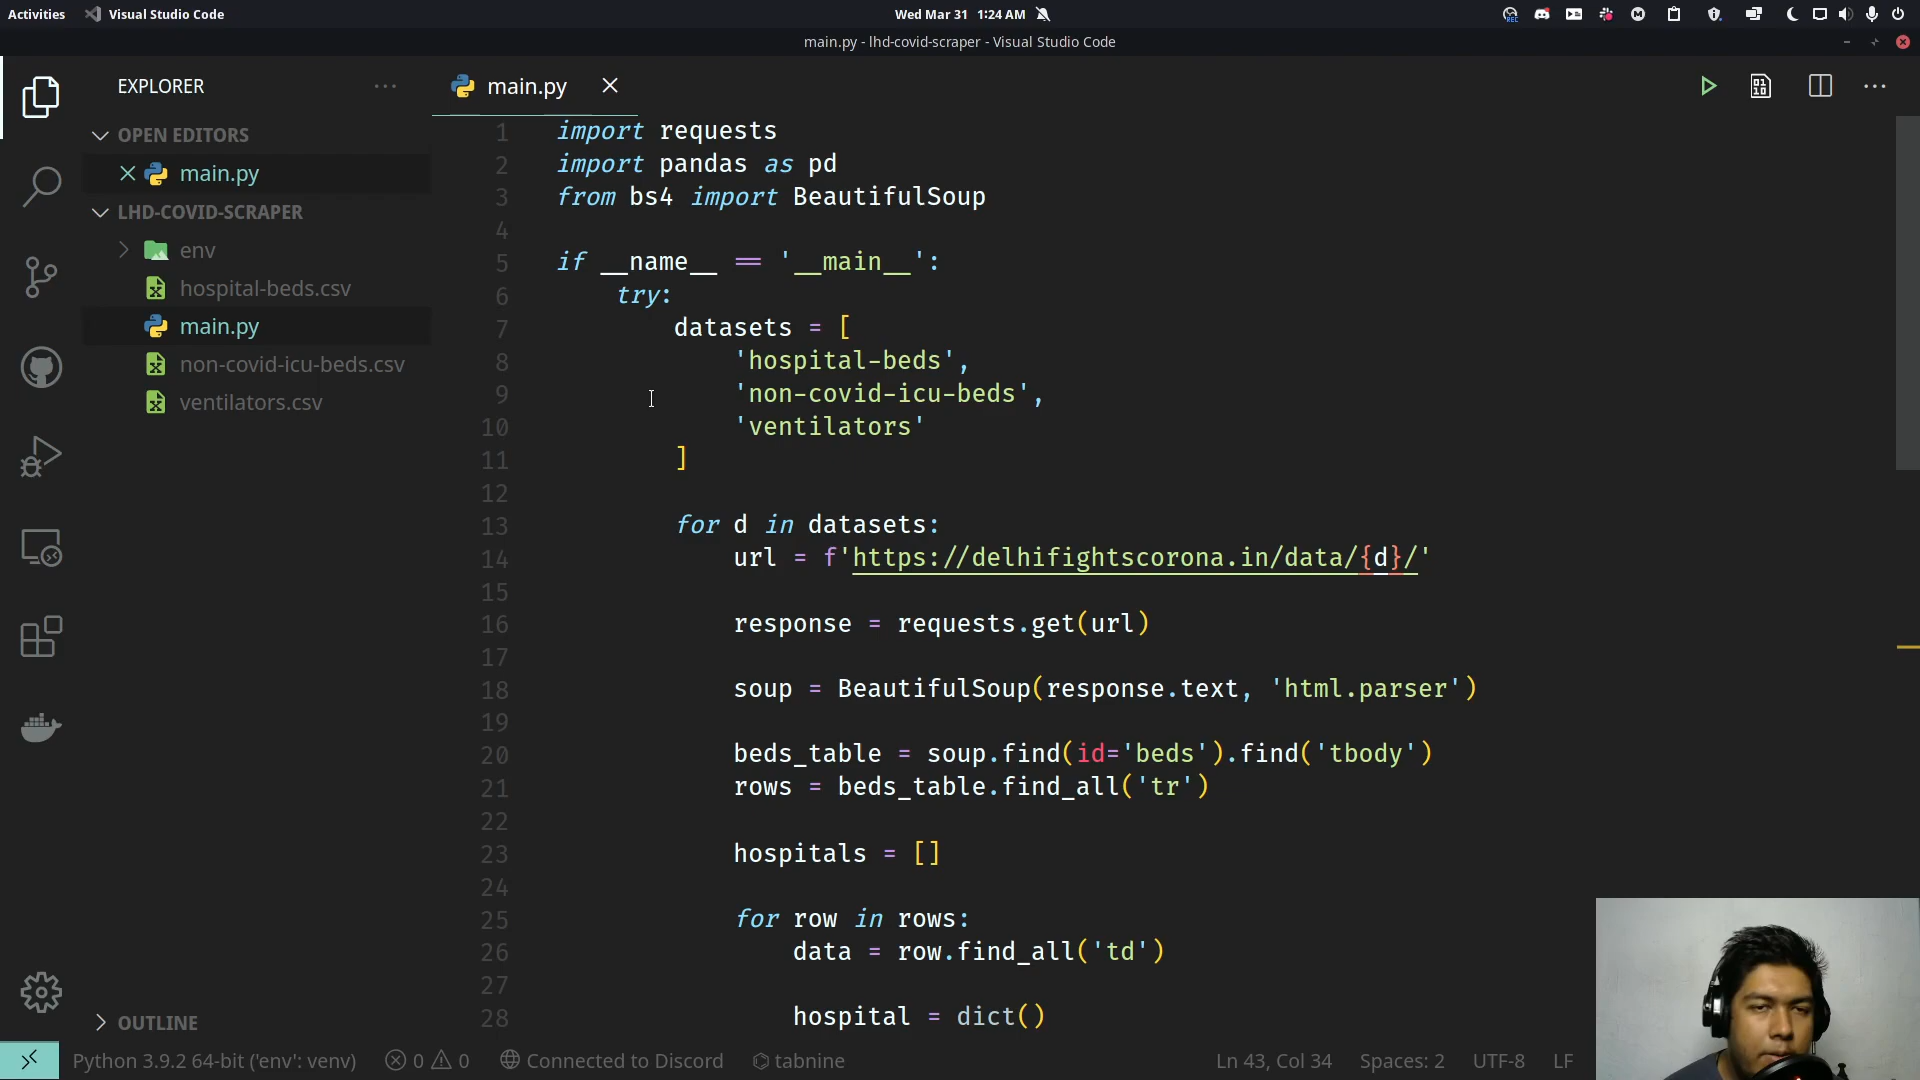 Activities Visual Studio Code Wed Mar 31 1:24 AM
REC
main.py - lhd-covid-scraper - Visual Studio Code
EXPLORER
main.py
OPEN EDITORS
main.py
LHD-COVID-SCRAPER
env
hospital-beds.csv
main.py
non-covid-icu-beds.csv
ventilators.csv
OUTLINE
1 import requests
2 import pandas as pd
3 from bs4 import BeautifulSoup
4
5 if __name__ == '__main__':
6 try:
7 datasets = [
8 'hospital-beds',
9 'non-covid-icu-beds',
10 'ventilators'
11 ]
12
13 for d in datasets:
14 url = f'https://delhifightscorona.in/data/{d}/'
15
16 response = requests.get(url)
17
18 soup = BeautifulSoup(response.text, 'html.parser')
19
20 beds_table = soup.find(id='beds').find('tbody')
21 rows = beds_table.find_all('tr')
22
23 hospitals = []
24
25 for row in rows:
26 data = row.find_all('td')
27
28 hospital = dict()
Python 3.9.2 64-bit ('env': venv) 0 0 Connected to Discord tabnine Ln 43, Col 34 Spaces: 2 UTF-8 LF